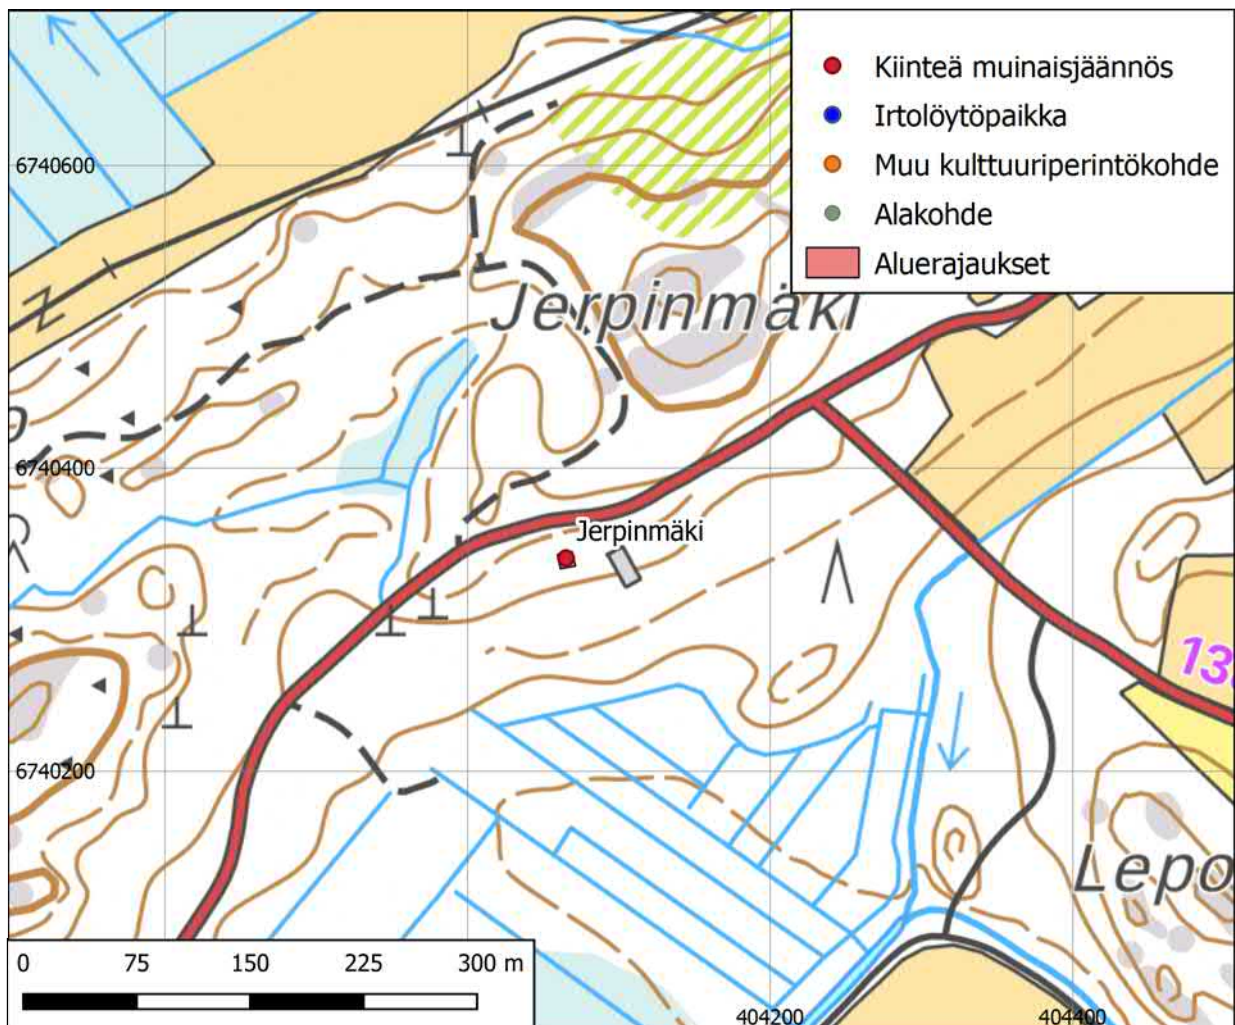 Kiinteä muinaisjäännös
Irtolöytöpaikka
Muu kulttuuriperintökohde
Alakohde
Aluerajaukset
6740600
Jerpinmäki
6740400
Jerpinmäki
6740200
Lepo
0 75 150 225 300 m
404200 404400